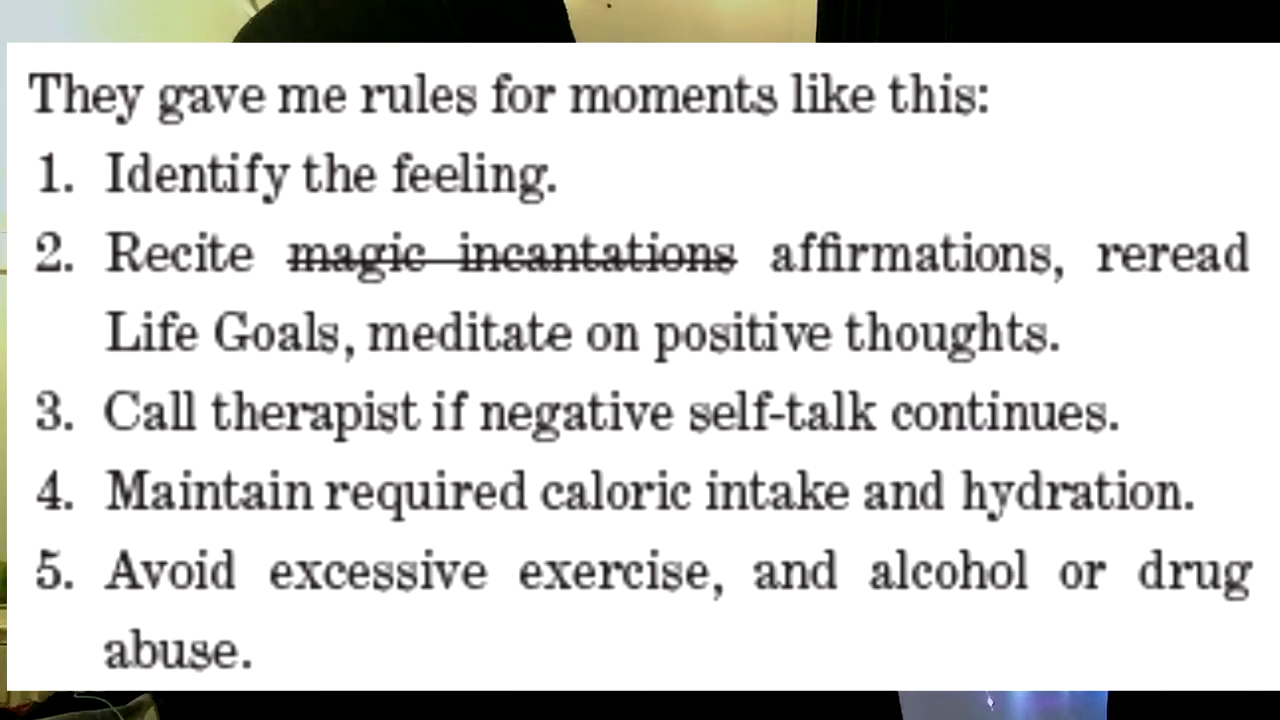 They gave me rules for moments like this:
1. Identify the feeling.
2. Recite magic incantations affirmations, reread
Life Goals, meditate on positive thoughts.
3. Call therapist if negative self-talk continues.
4. Maintain required caloric intake and hydration.
5. Avoid excessive exercise, and alcohol or drug
abuse.